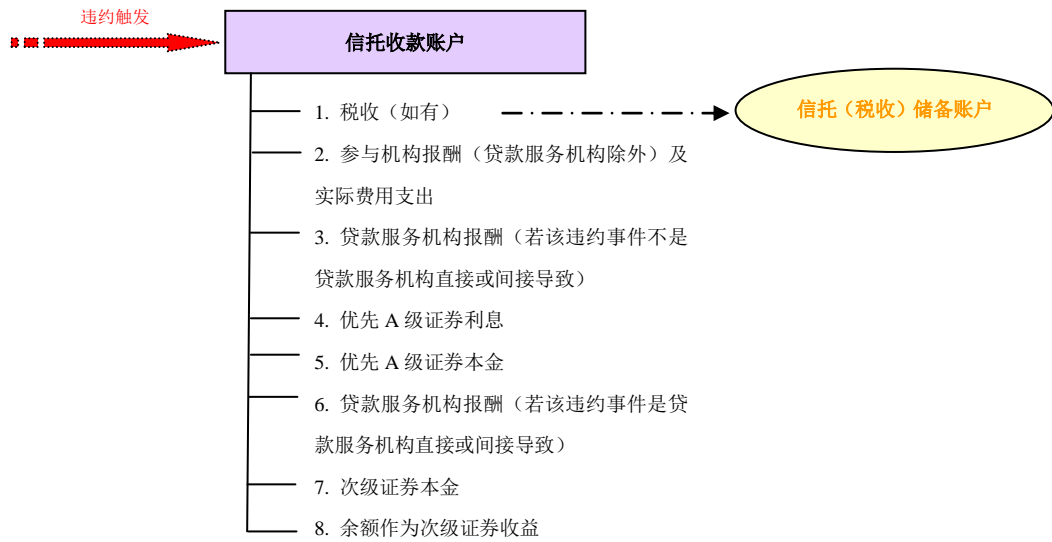 违约触发
信托收款账户
1. 税收（如有）
信托（税收）储备账户
2. 参与机构报酬（贷款服务机构除外）及
实际费用支出
3. 贷款服务机构报酬（若该违约事件不是
贷款服务机构直接或间接导致）
4. 优先 A 级证券利息
5. 优先 A 级证券本金
6. 贷款服务机构报酬（若该违约事件是贷
款服务机构直接或间接导致）
7. 次级证券本金
8. 余额作为次级证券收益